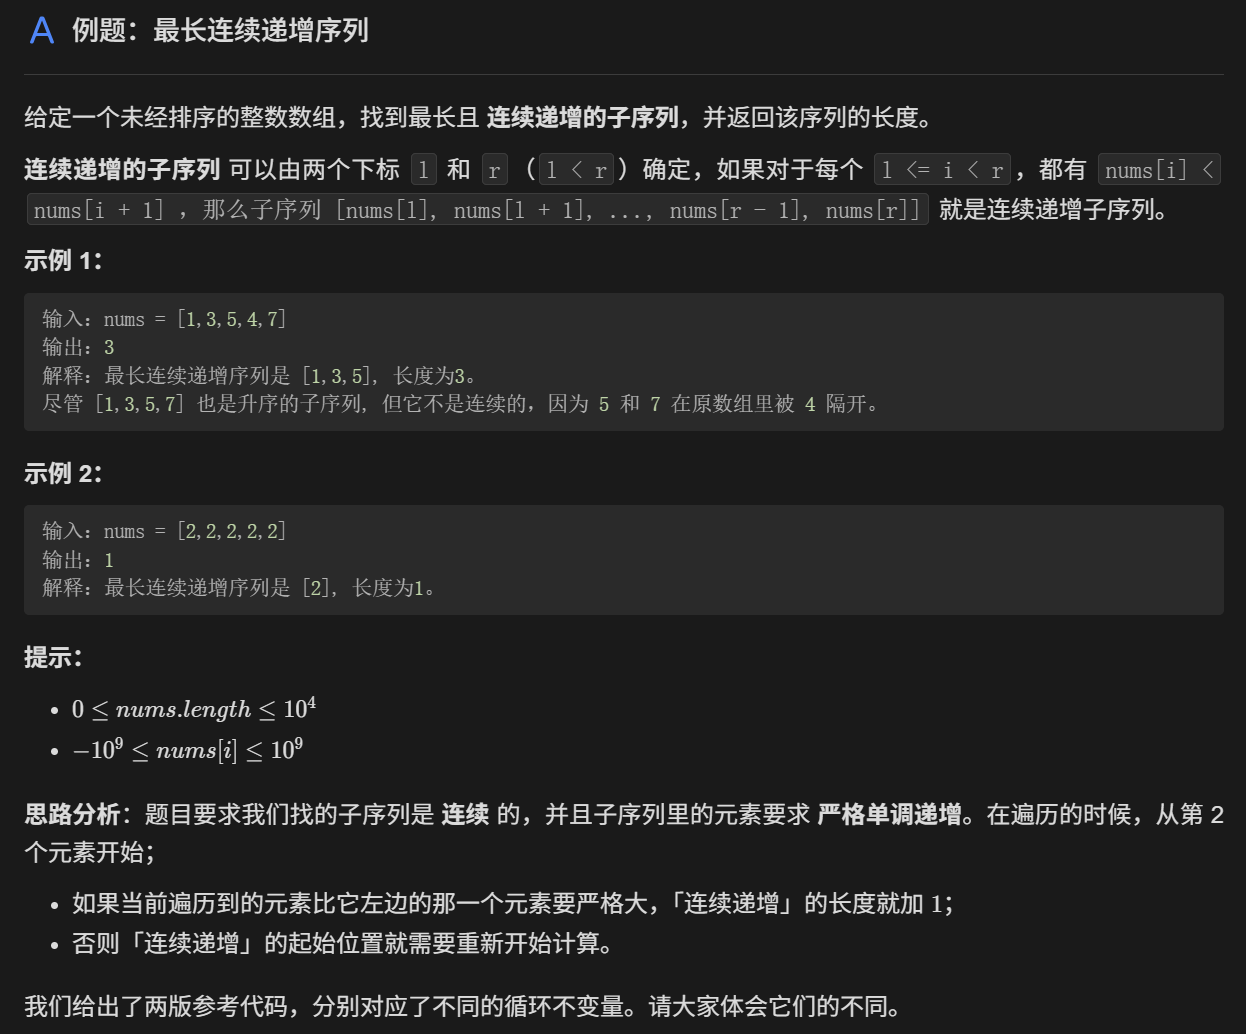 例题：最长连续递增序列
给定一个未经排序的整数数组，找到最长且 连续递增的子序列，并返回该序列的长度。
连续递增的子序列 可以由两个下标 l 和 r （ l < r ）确定，如果对于每个 l <= i < r ，都有 nums[i] <
nums[i + 1] ，那么子序列 [nums[l], nums[l + 1], ..., nums[r - 1], nums[r]] 就是连续递增子序列。
示例 1：
输入：nums = [1,3,5,4,7]
输出：3
解释：最长连续递增序列是 [1,3,5], 长度为3。
尽管 [1,3,5,7] 也是升序的子序列, 但它不是连续的，因为 5 和 7 在原数组里被 4 隔开。
示例 2：
输入：nums = [2,2,2,2,2]
输出：1
解释：最长连续递增序列是 [2], 长度为1。
提示：
• 0 ≤ nums.length ≤ 10⁴
• −10⁹ ≤ nums[i] ≤ 10⁹
思路分析：题目要求我们找的子序列是 连续 的，并且子序列里的元素要求 严格单调递增。在遍历的时候，从第 2
个元素开始；
• 如果当前遍历到的元素比它左边的那一个元素要严格大，「连续递增」的长度就加 1；
• 否则「连续递增」的起始位置就需要重新开始计算。
我们给出了两版参考代码，分别对应了不同的循环不变量。请大家体会它们的不同。